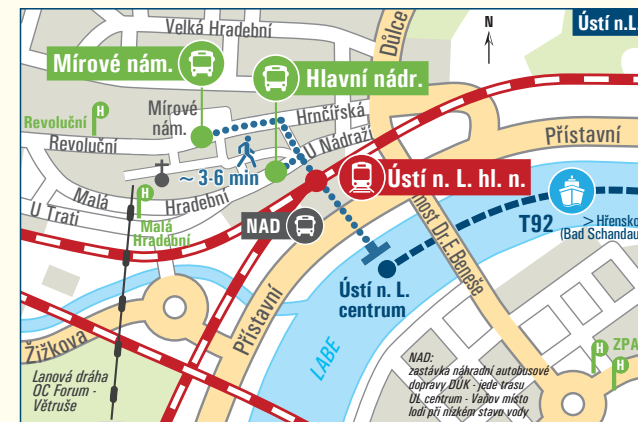 Velká Hradební
Důlce
N
Ústí n.L.
Mírové nám.
Hlavní nádr.
Revoluční
H
Mírové
nám.
Hrnčířská
Revoluční
U Nádraží
Přístavní
~ 3-6 min
Ústí n. L. hl. n.
Malá
Hradební
U Trati
H
Malá
Hradební
NAD
T92
> Hřensko
(Bad Schandau
most Dr. E. Beneše
Ústí n. L.
centrum
Přístavní
LABE
Žižkova
Lanová dráha
OC Forum -
Větruše
NAD:
zastávka náhradní autobusové
dopravy DÚK - jede trasu
UL centrum - Vaňov místo
lodi při nízkém stavu vody
H
H
ZPA
H